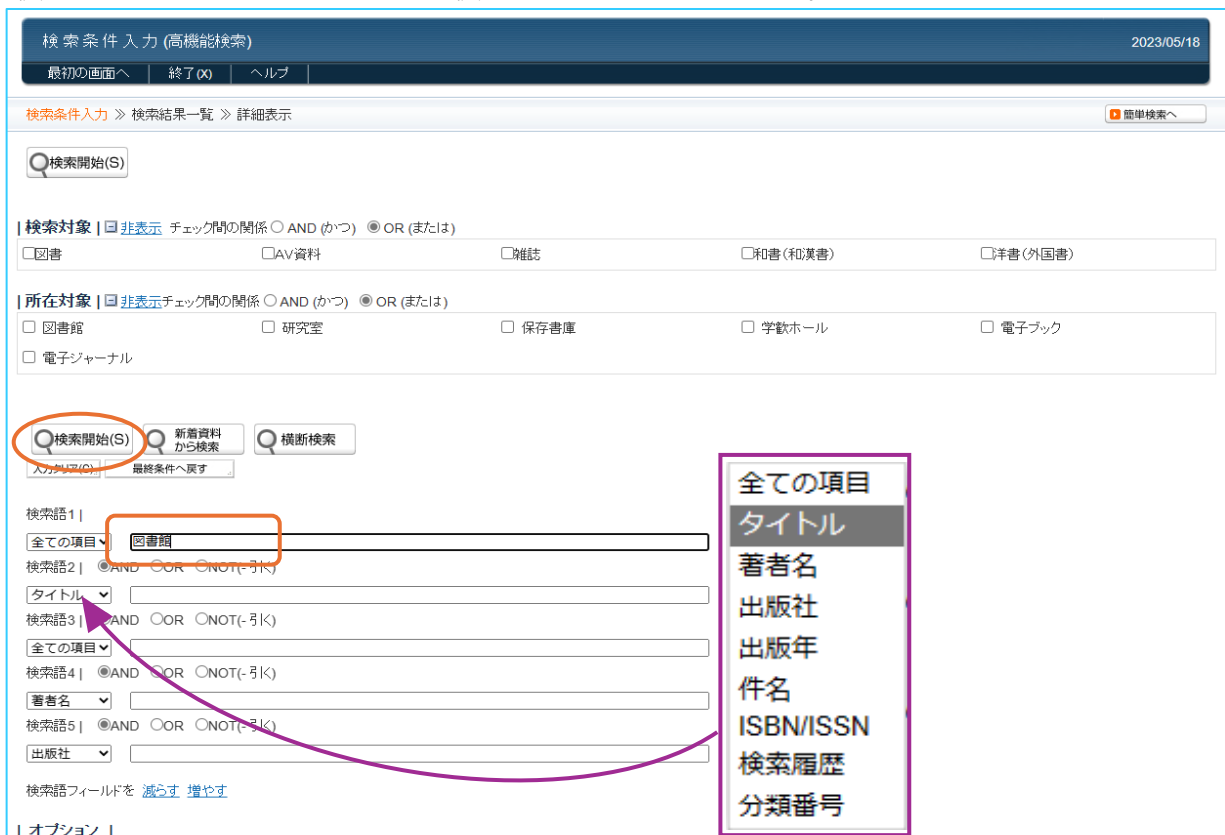 検索条件入力 (高機能検索) 2023/05/18
最初の画面へ 終了(X) ヘルプ
検索条件入力 ≫ 検索結果一覧 ≫ 詳細表示 簡単検索へ
検索開始(S)
| 検索対象 | 非表示 チェック間の関係 AND (かつ) OR (または)
図書 AV資料 雑誌 和書(和漢書) 洋書(外国書)
| 所在対象 | 非表示 チェック間の関係 AND (かつ) OR (または)
図書館 研究室 保存書庫 学歓ホール 電子ブック
電子ジャーナル
検索開始(S) 新着資料から検索 横断検索
入力クリア(C) 最終条件へ戻す
検索語1 |
全ての項目 図書館
検索語2 | AND OR NOT(-引く)
タイトル
検索語3 | AND OR NOT(-引く)
全ての項目
検索語4 | AND OR NOT(-引く)
著者名
検索語5 | AND OR NOT(-引く)
出版社
検索語フィールドを 減らす 増やす
| オプション |
全ての項目
タイトル
著者名
出版社
出版年
件名
ISBN/ISSN
検索履歴
分類番号